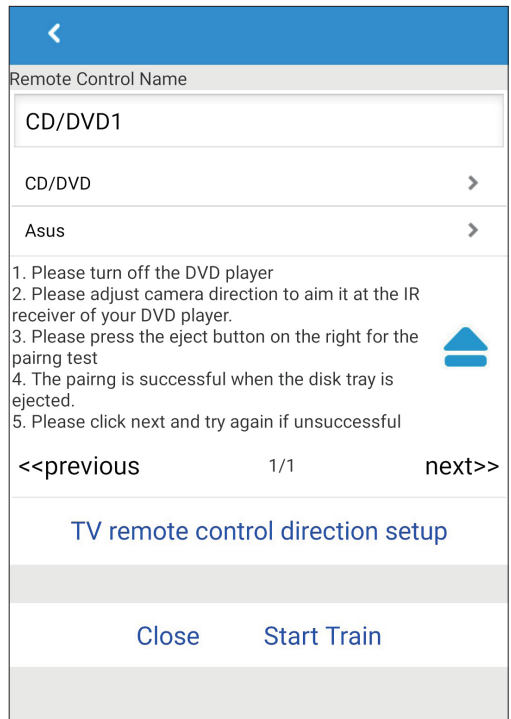 Remote Control Name
CD/DVD1
CD/DVD
Asus
1. Please turn off the DVD player
2. Please adjust camera direction to aim it at the IR
receiver of your DVD player.
3. Please press the eject button on the right for the
pairng test
4. The pairng is successful when the disk tray is
ejected.
5. Please click next and try again if unsuccessful
<<previous 1/1 next>>
TV remote control direction setup
Close Start Train